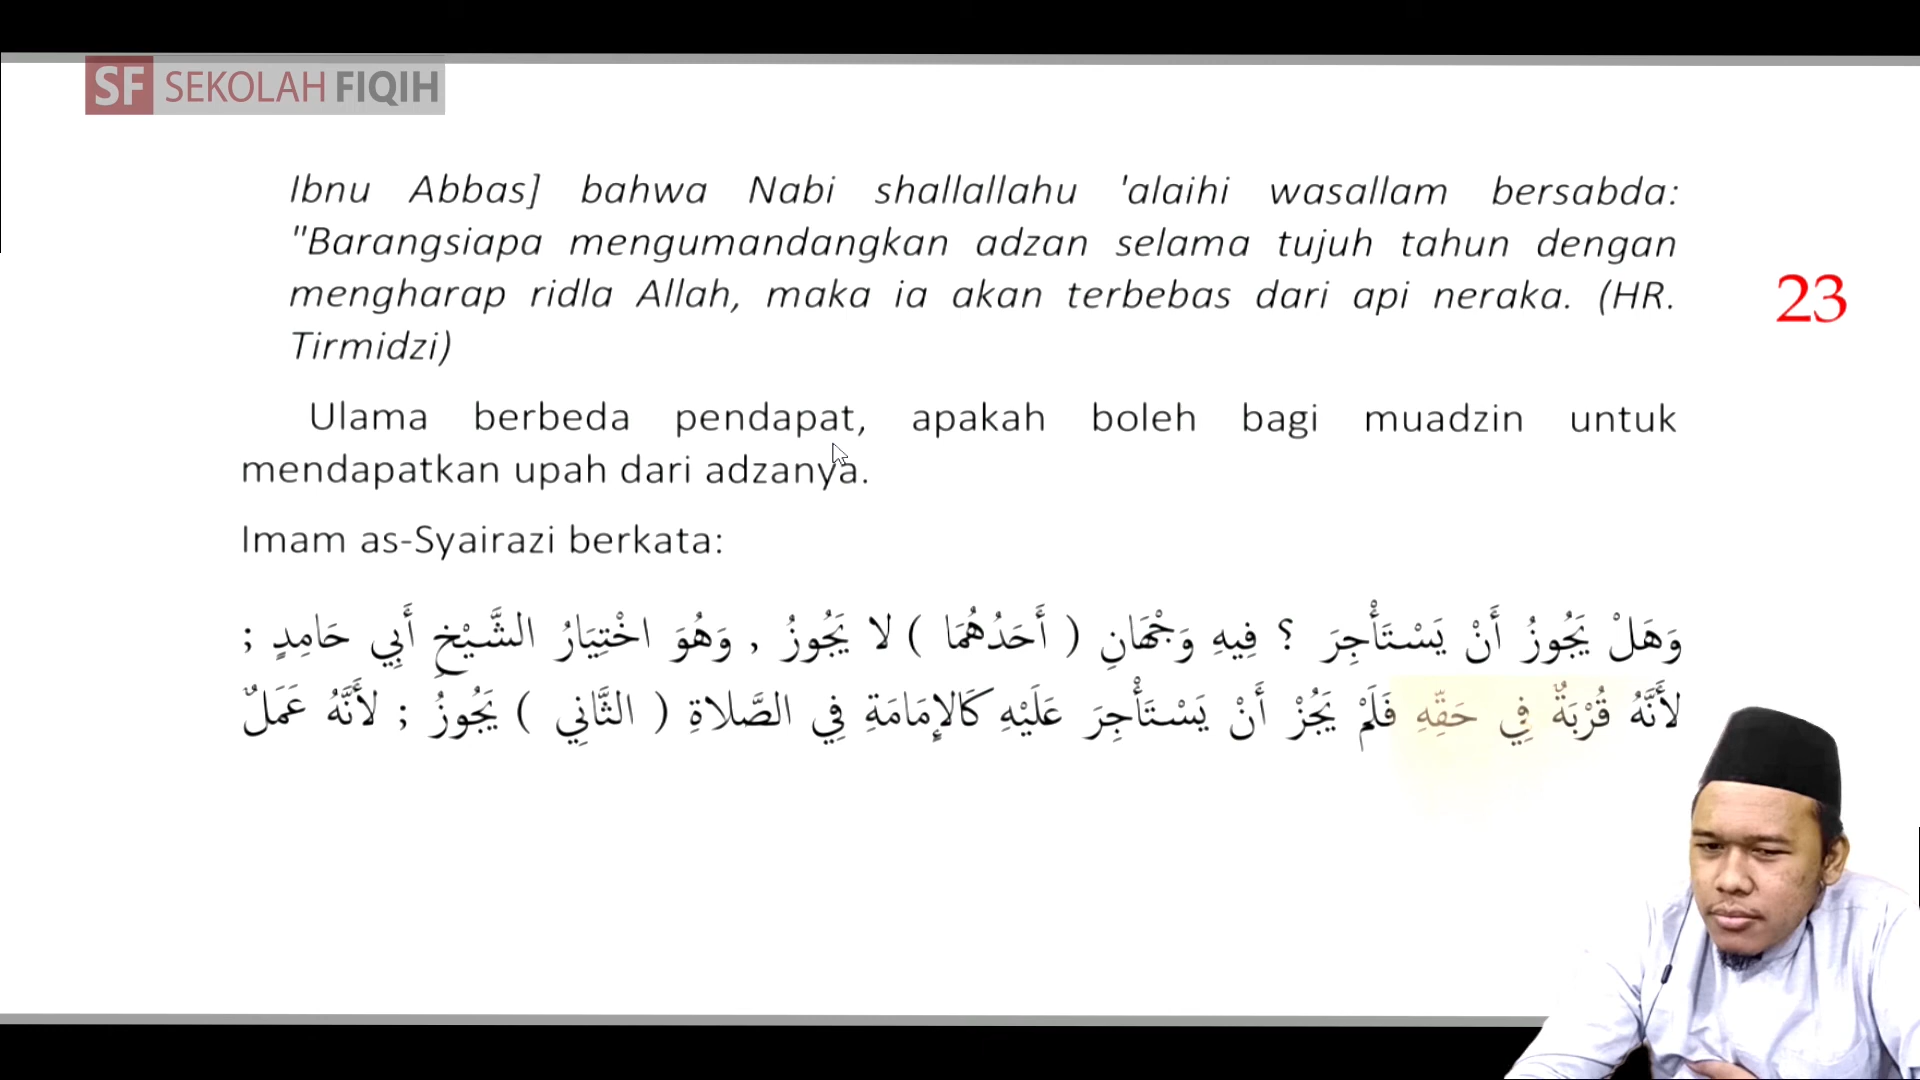 SF SEKOLAH FIQIH
Ibnu Abbas] bahwa Nabi shallallahu 'alaihi wasallam bersabda:
"Barangsiapa mengumandangkan adzan selama tujuh tahun dengan
mengharap ridla Allah, maka ia akan terbebas dari api neraka. (HR.
Tirmidzi)
23
Ulama berbeda pendapat, apakah boleh bagi muadzin untuk
mendapatkan upah dari adzanya.
Imam as-Syairazi berkata:
وَهَلْ يَجُوزُ أَنْ يَسْتَأْجِرَ ؟ فِيهِ وَجْهَانِ ( أَحَدُهُمَا ) لا يَجُوزُ , وَهُوَ اخْتِيَارُ الشَّيْخِ أَبِي حَامِدٍ ;
لأَنَّهُ قُرْبَةٌ فِي حَقِّهِ فَلَمْ يَجُزْ أَنْ يَسْتَأْجِرَ عَلَيْهِ كَالإِمَامَةِ فِي الصَّلاةِ ( الثَّانِي ) يَجُوزُ ; لأَنَّهُ عَمَلٌ